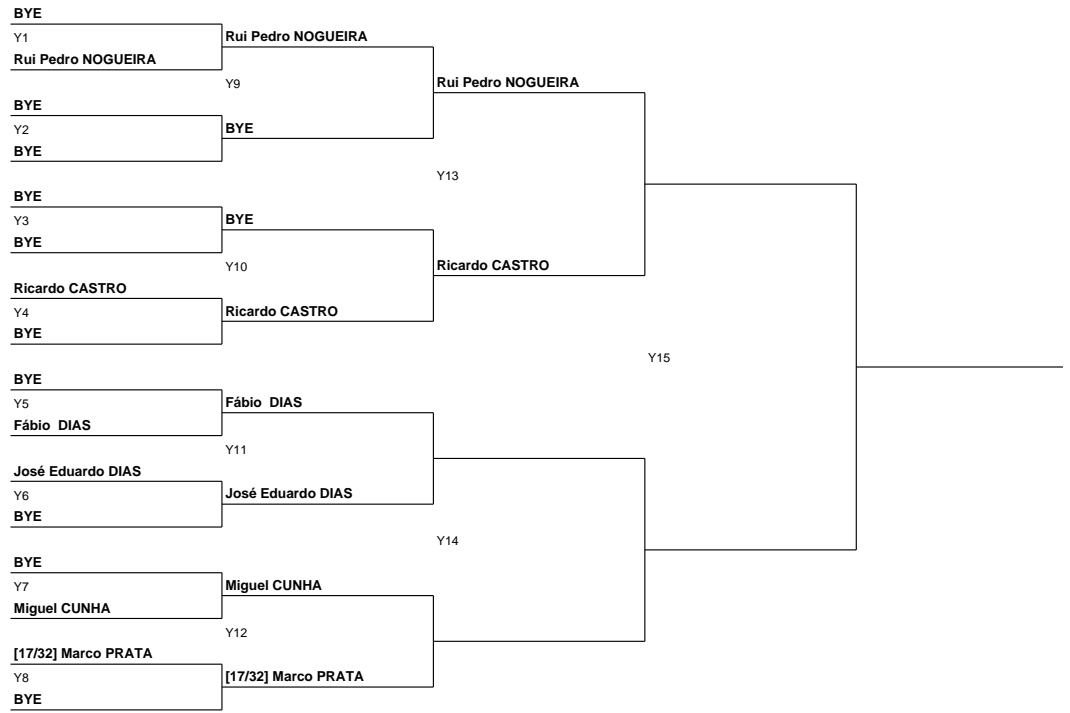 BYE
Y1
Rui Pedro NOGUEIRA
Rui Pedro NOGUEIRA
Y9
Rui Pedro NOGUEIRA
BYE
Y2
BYE
BYE
Y13
BYE
Y3
BYE
BYE
Y10
Ricardo CASTRO
Ricardo CASTRO
Y4
Ricardo CASTRO
BYE
Y15
BYE
Y5
Fábio DIAS
Fábio DIAS
Y11
José Eduardo DIAS
Y6
José Eduardo DIAS
BYE
Y14
BYE
Y7
Miguel CUNHA
Miguel CUNHA
Y12
[17/32] Marco PRATA
Y8
[17/32] Marco PRATA
BYE